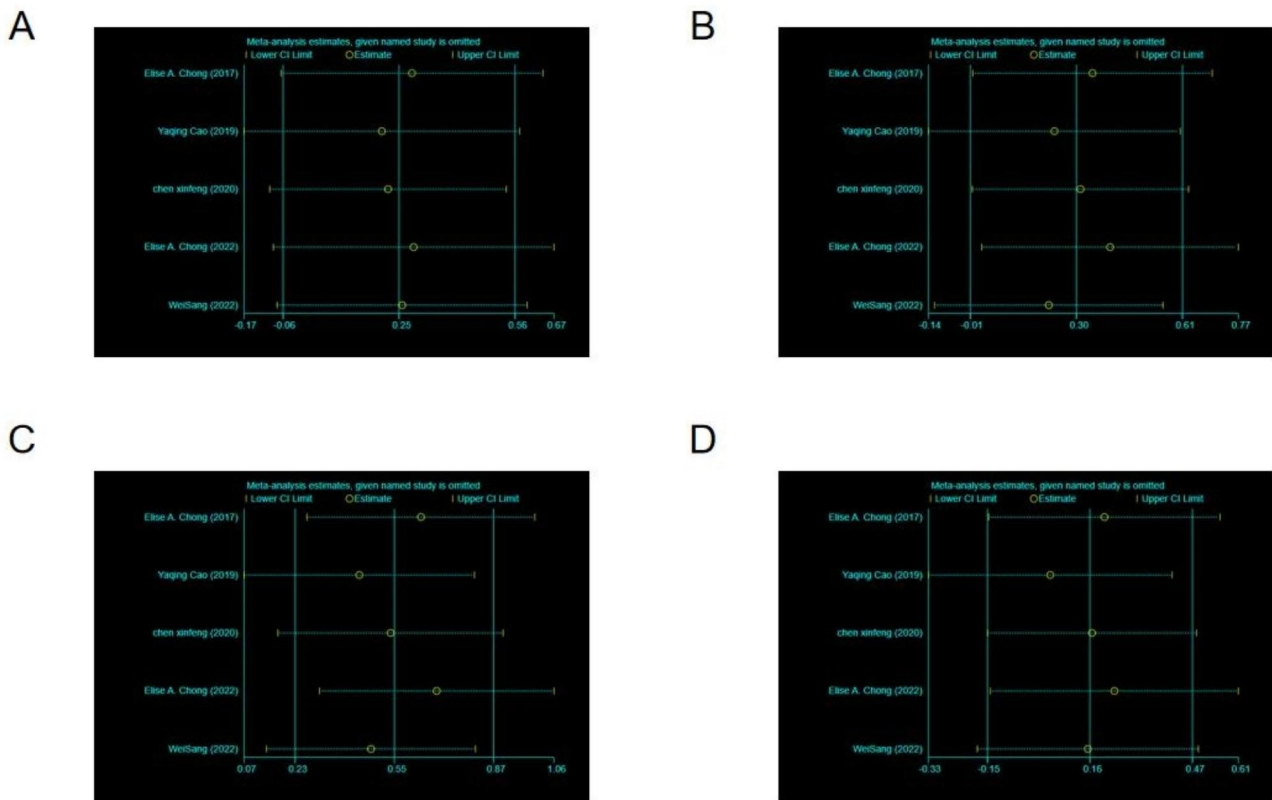 A
Meta-analysis estimates, given named study is omitted
Lower CI Limit Estimate Upper CI Limit
Elise A. Chong (2017)
Yaqing Cao (2019)
chen xinfeng (2020)
Elise A. Chong (2022)
WeiSang (2022)
-0.17 -0.06 0.25 0.56 0.67
B
Meta-analysis estimates, given named study is omitted
Lower CI Limit Estimate Upper CI Limit
Elise A. Chong (2017)
Yaqing Cao (2019)
chen xinfeng (2020)
Elise A. Chong (2022)
WeiSang (2022)
-0.14 -0.01 0.30 0.61 0.77
C
Meta-analysis estimates, given named study is omitted
Lower CI Limit Estimate Upper CI Limit
Elise A. Chong (2017)
Yaqing Cao (2019)
chen xinfeng (2020)
Elise A. Chong (2022)
WeiSang (2022)
0.07 0.23 0.55 0.87 1.06
D
Meta-analysis estimates, given named study is omitted
Lower CI Limit Estimate Upper CI Limit
Elise A. Chong (2017)
Yaqing Cao (2019)
chen xinfeng (2020)
Elise A. Chong (2022)
WeiSang (2022)
-0.33 -0.15 0.16 0.47 0.61